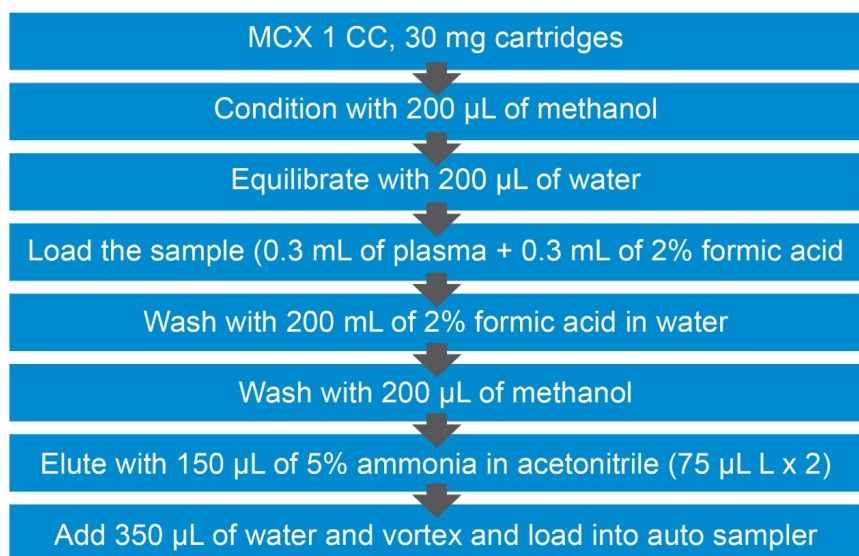 MCX 1 CC, 30 mg cartridges
Condition with 200 µL of methanol
Equilibrate with 200 µL of water
Load the sample (0.3 mL of plasma + 0.3 mL of 2% formic acid
Wash with 200 mL of 2% formic acid in water
Wash with 200 µL of methanol
Elute with 150 µL of 5% ammonia in acetonitrile (75 µL L x 2)
Add 350 µL of water and vortex and load into auto sampler